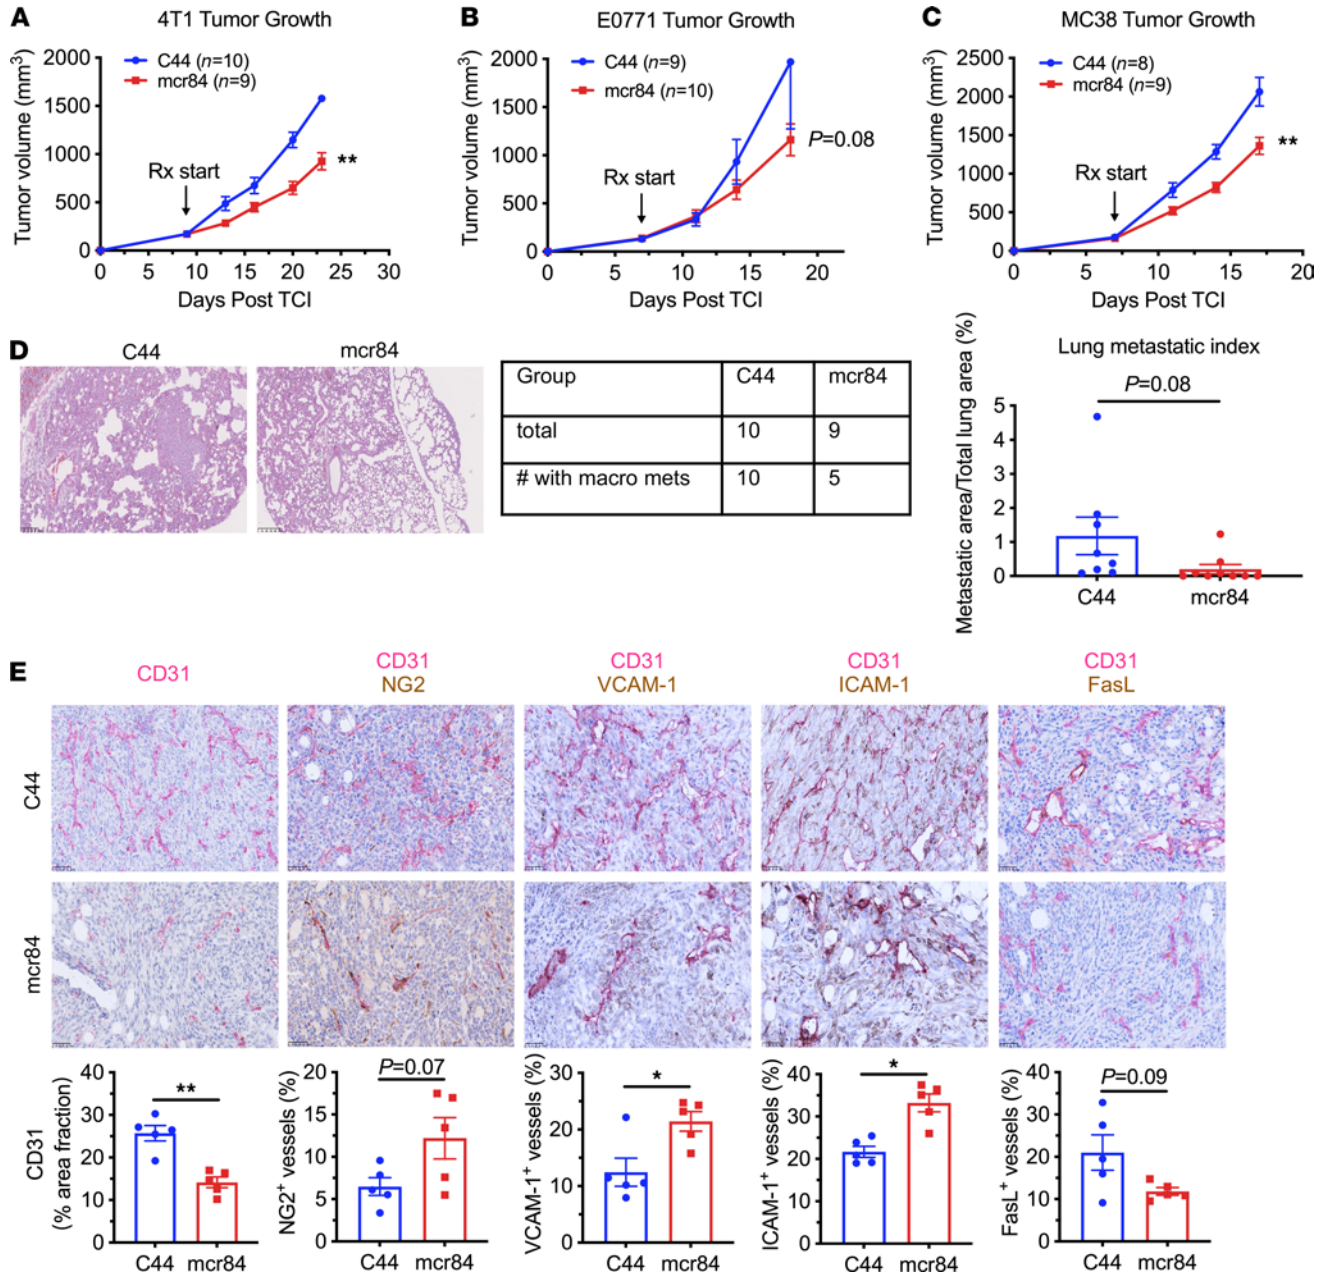 A
4T1 Tumor Growth
Tumor volume (mm³)
2000
1500
1000
500
0
C44 (n=10)
mcr84 (n=9)
Rx start
**
0 5 10 15 20 25 30
Days Post TCI
B
E0771 Tumor Growth
Tumor volume (mm³)
2000
1500
1000
500
0
C44 (n=9)
mcr84 (n=10)
Rx start
P=0.08
0 5 10 15 20
Days Post TCI
C
MC38 Tumor Growth
Tumor volume (mm³)
2500
2000
1500
1000
500
0
C44 (n=8)
mcr84 (n=9)
Rx start
**
0 5 10 15 20
Days Post TCI
D
C44 mcr84
Group C44 mcr84
total 10 9
# with macro mets 10 5
Lung metastatic index
Metastatic area/Total lung area (%)
P=0.08
5
4
3
2
1
0
C44 mcr84
E
CD31
CD31
NG2
CD31
VCAM-1
CD31
ICAM-1
CD31
FasL
C44
mcr84
CD31
(% area fraction)
40
30
20
10
0
**
C44 mcr84
NG2⁺ vessels (%)
20
15
10
5
0
P=0.07
C44 mcr84
VCAM-1⁺ vessels (%)
30
20
10
0
*
C44 mcr84
ICAM-1⁺ vessels (%)
40
30
20
10
0
*
C44 mcr84
FasL⁺ vessels (%)
40
30
20
10
0
P=0.09
C44 mcr84